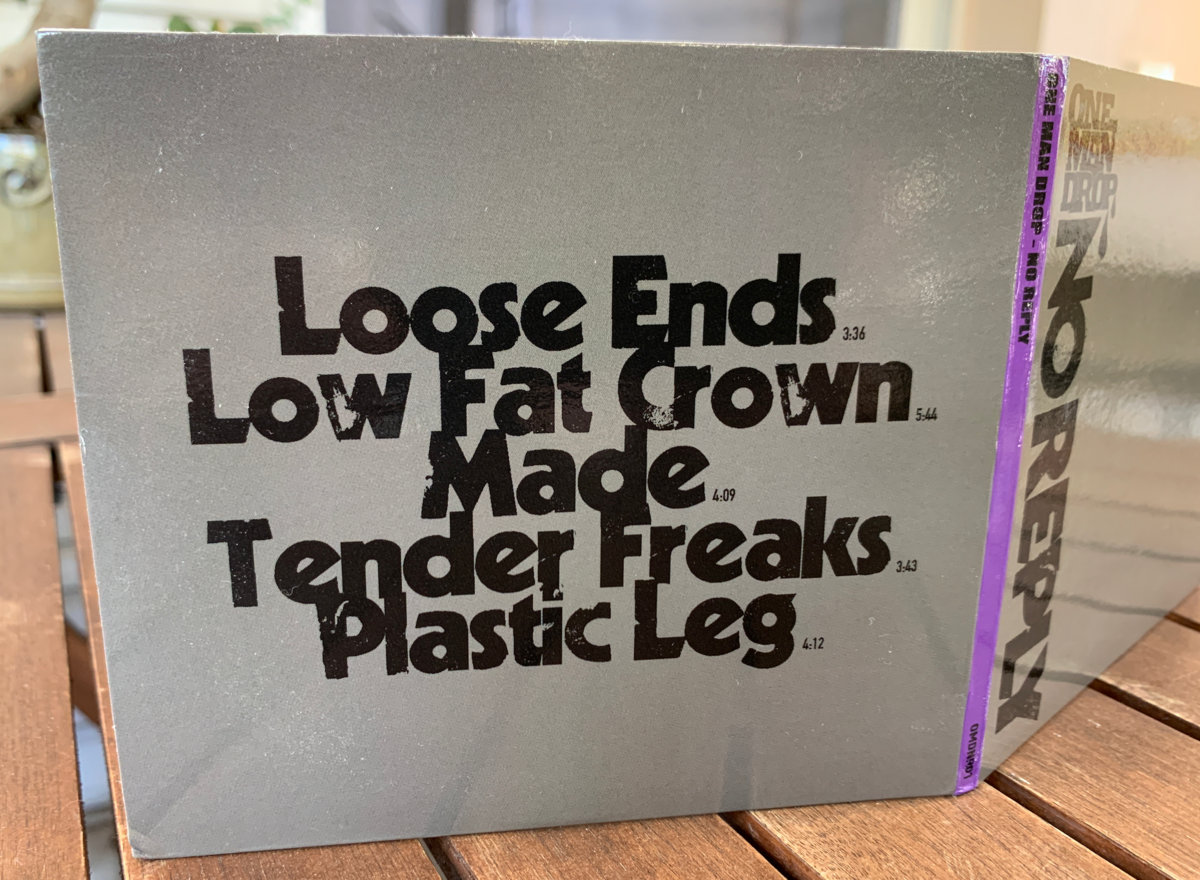 Loose Ends 3:36
Low Fat Crown 5:44
Made 4:09
Tender Freaks 3:43
Plastic Leg 4:12
ONE MAN DROP - NO REPLY
OMDNR01
ONE
MAN
DROP
NO REPLY